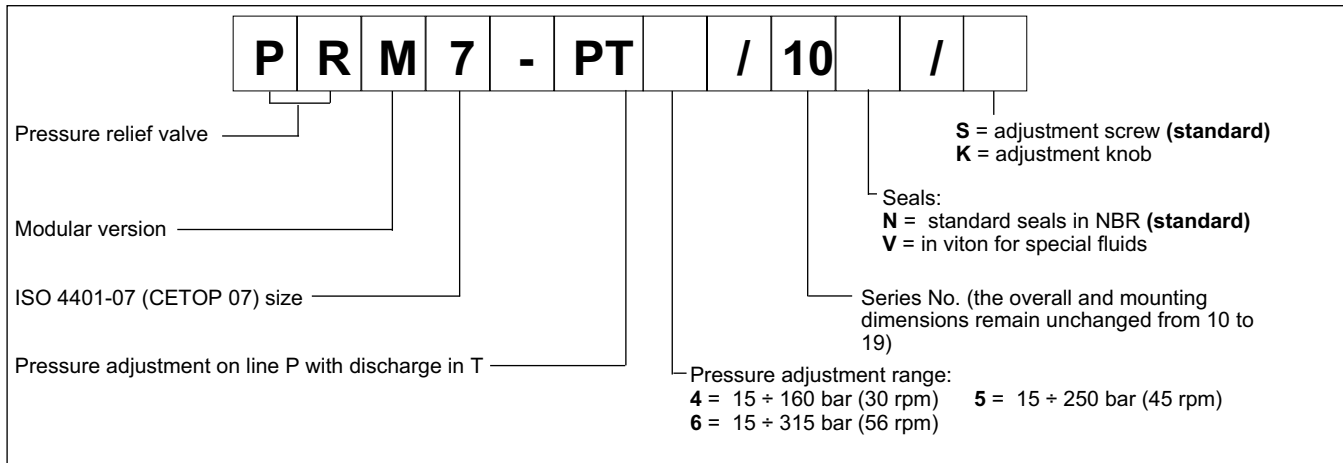 P R M 7 - PT / 10 /
Pressure relief valve
Modular version
ISO 4401-07 (CETOP 07) size
Pressure adjustment on line P with discharge in T
S = adjustment screw (standard)
K = adjustment knob
Seals:
N = standard seals in NBR (standard)
V = in viton for special fluids
Series No. (the overall and mounting
dimensions remain unchanged from 10 to
19)
Pressure adjustment range:
4 = 15 ÷ 160 bar (30 rpm) 5 = 15 ÷ 250 bar (45 rpm)
6 = 15 ÷ 315 bar (56 rpm)